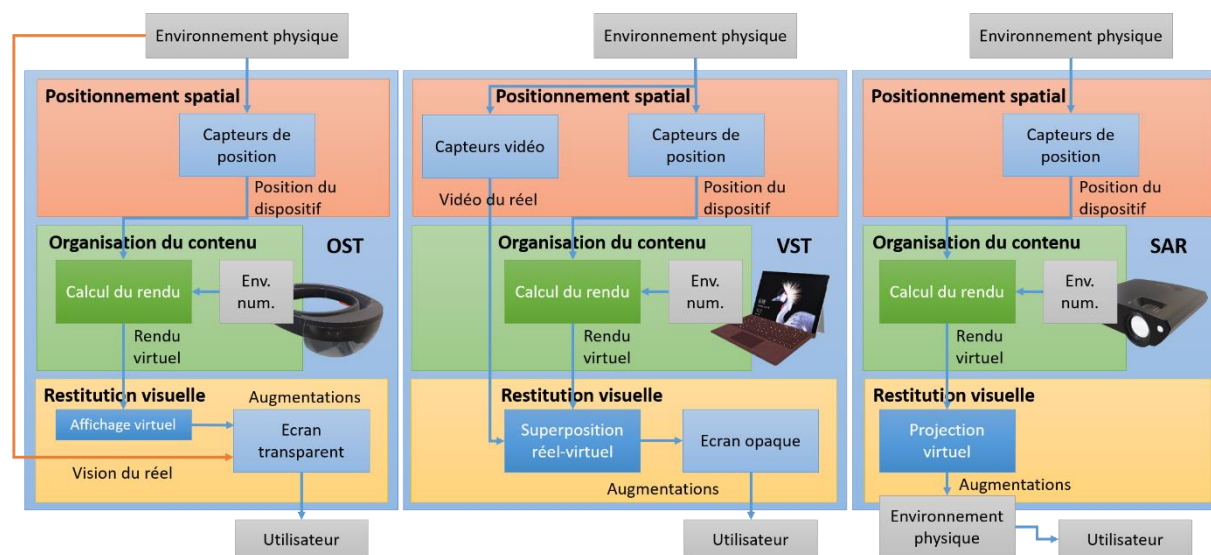 Environnement physique
Positionnement spatial
Capteurs de
position
Position du
dispositif
Organisation du contenu
OST
Calcul du rendu
Env.
num.
Rendu
virtuel
Restitution visuelle
Augmentations
Affichage virtuel
Ecran
transparent
Vision du réel
Utilisateur
Environnement physique
Positionnement spatial
Capteurs vidéo
Capteurs de
position
Vidéo du réel
Position du
dispositif
Organisation du contenu
VST
Calcul du rendu
Env.
num.
Rendu
virtuel
Restitution visuelle
Superposition
réel-virtuel
Ecran opaque
Augmentations
Utilisateur
Environnement physique
Positionnement spatial
Capteurs de
position
Position du
dispositif
Organisation du contenu
SAR
Calcul du rendu
Env.
num.
Rendu
virtuel
Restitution visuelle
Projection
virtuel
Augmentations
Environnement
physique
Utilisateur